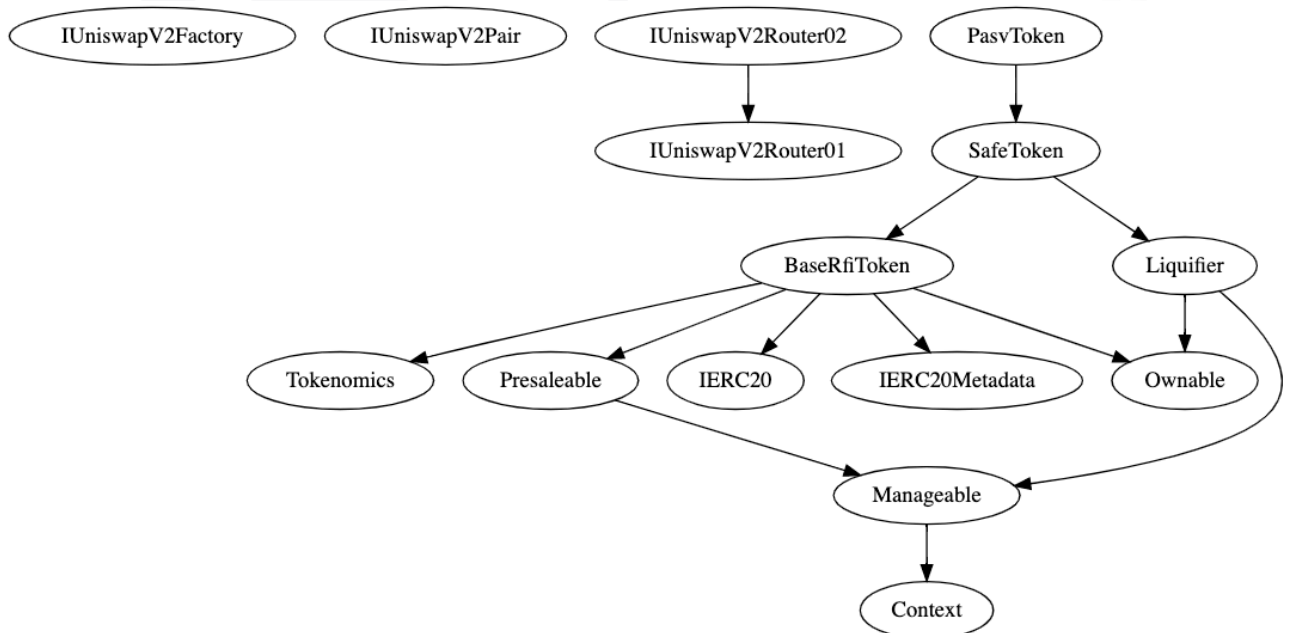 IUniswapV2Factory
IUniswapV2Pair
IUniswapV2Router02
PasvToken
IUniswapV2Router01
SafeToken
BaseRfiToken
Liquifier
Tokenomics
Presaleable
IERC20
IERC20Metadata
Ownable
Manageable
Context